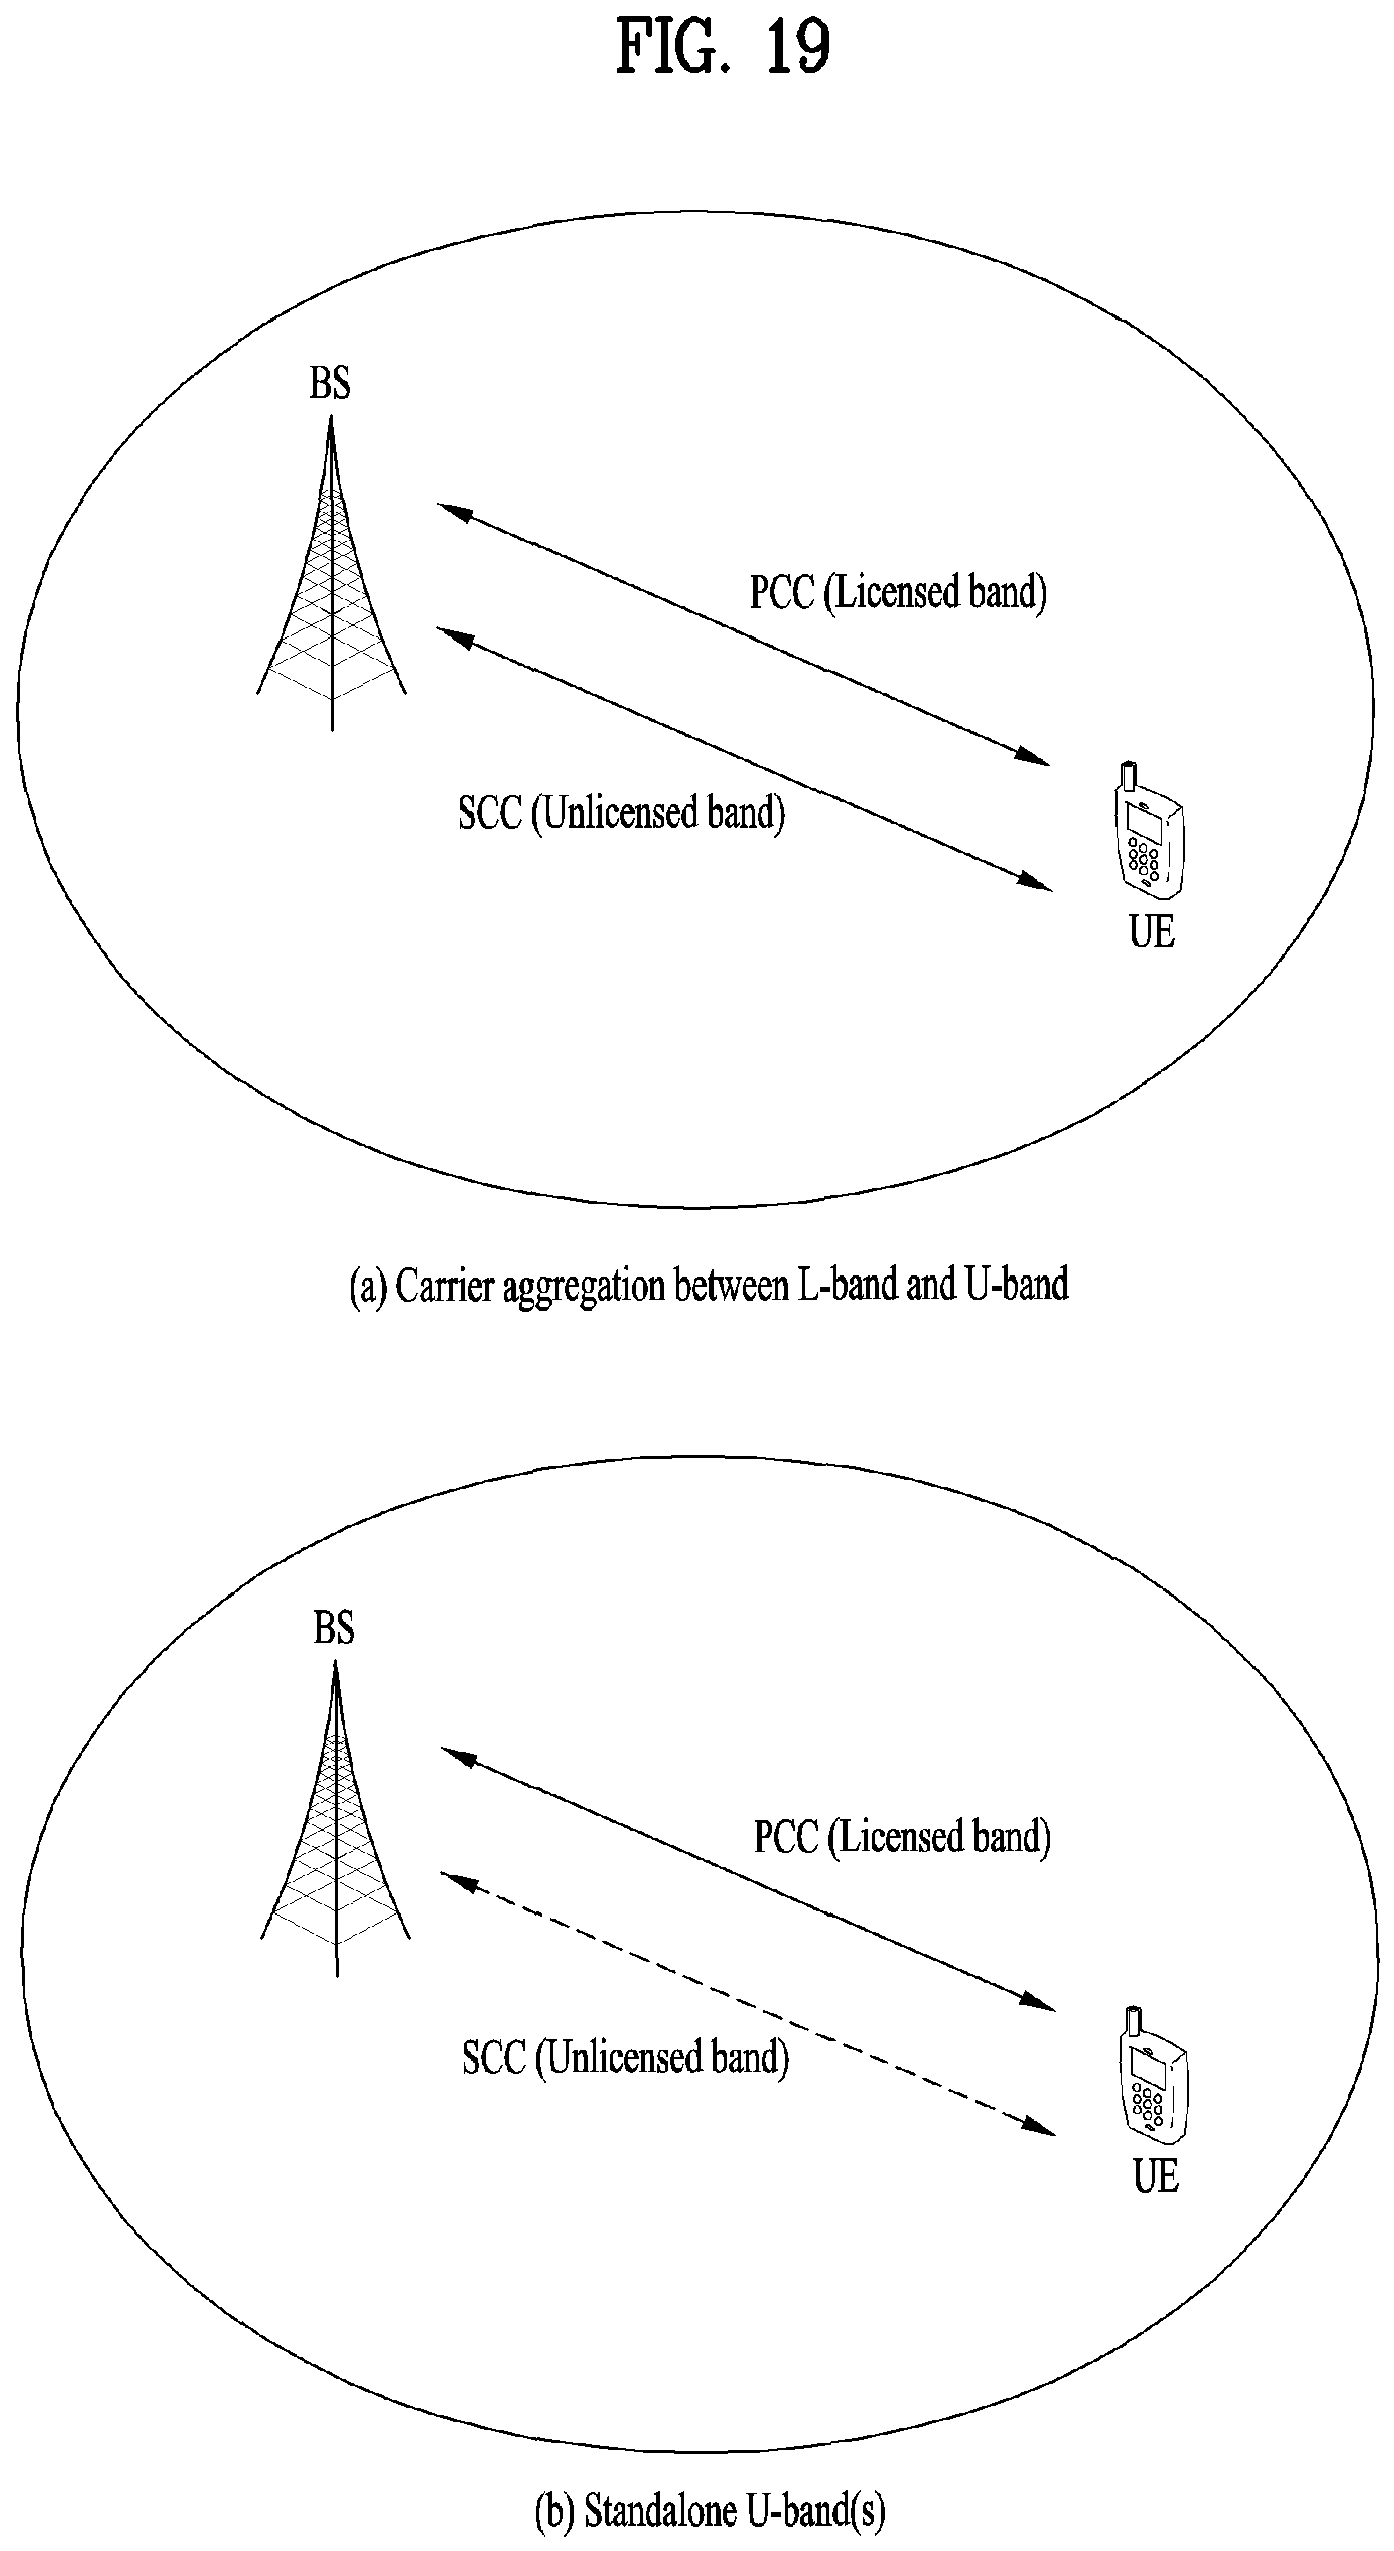 FIG. 19
BS
PCC (Licensed band)
SCC (Unlicensed band)
UE
(a) Carrier aggregation between L-band and U-band
BS
PCC (Licensed band)
SCC (Unlicensed band)
UE
(b) Standalone U-band(s)